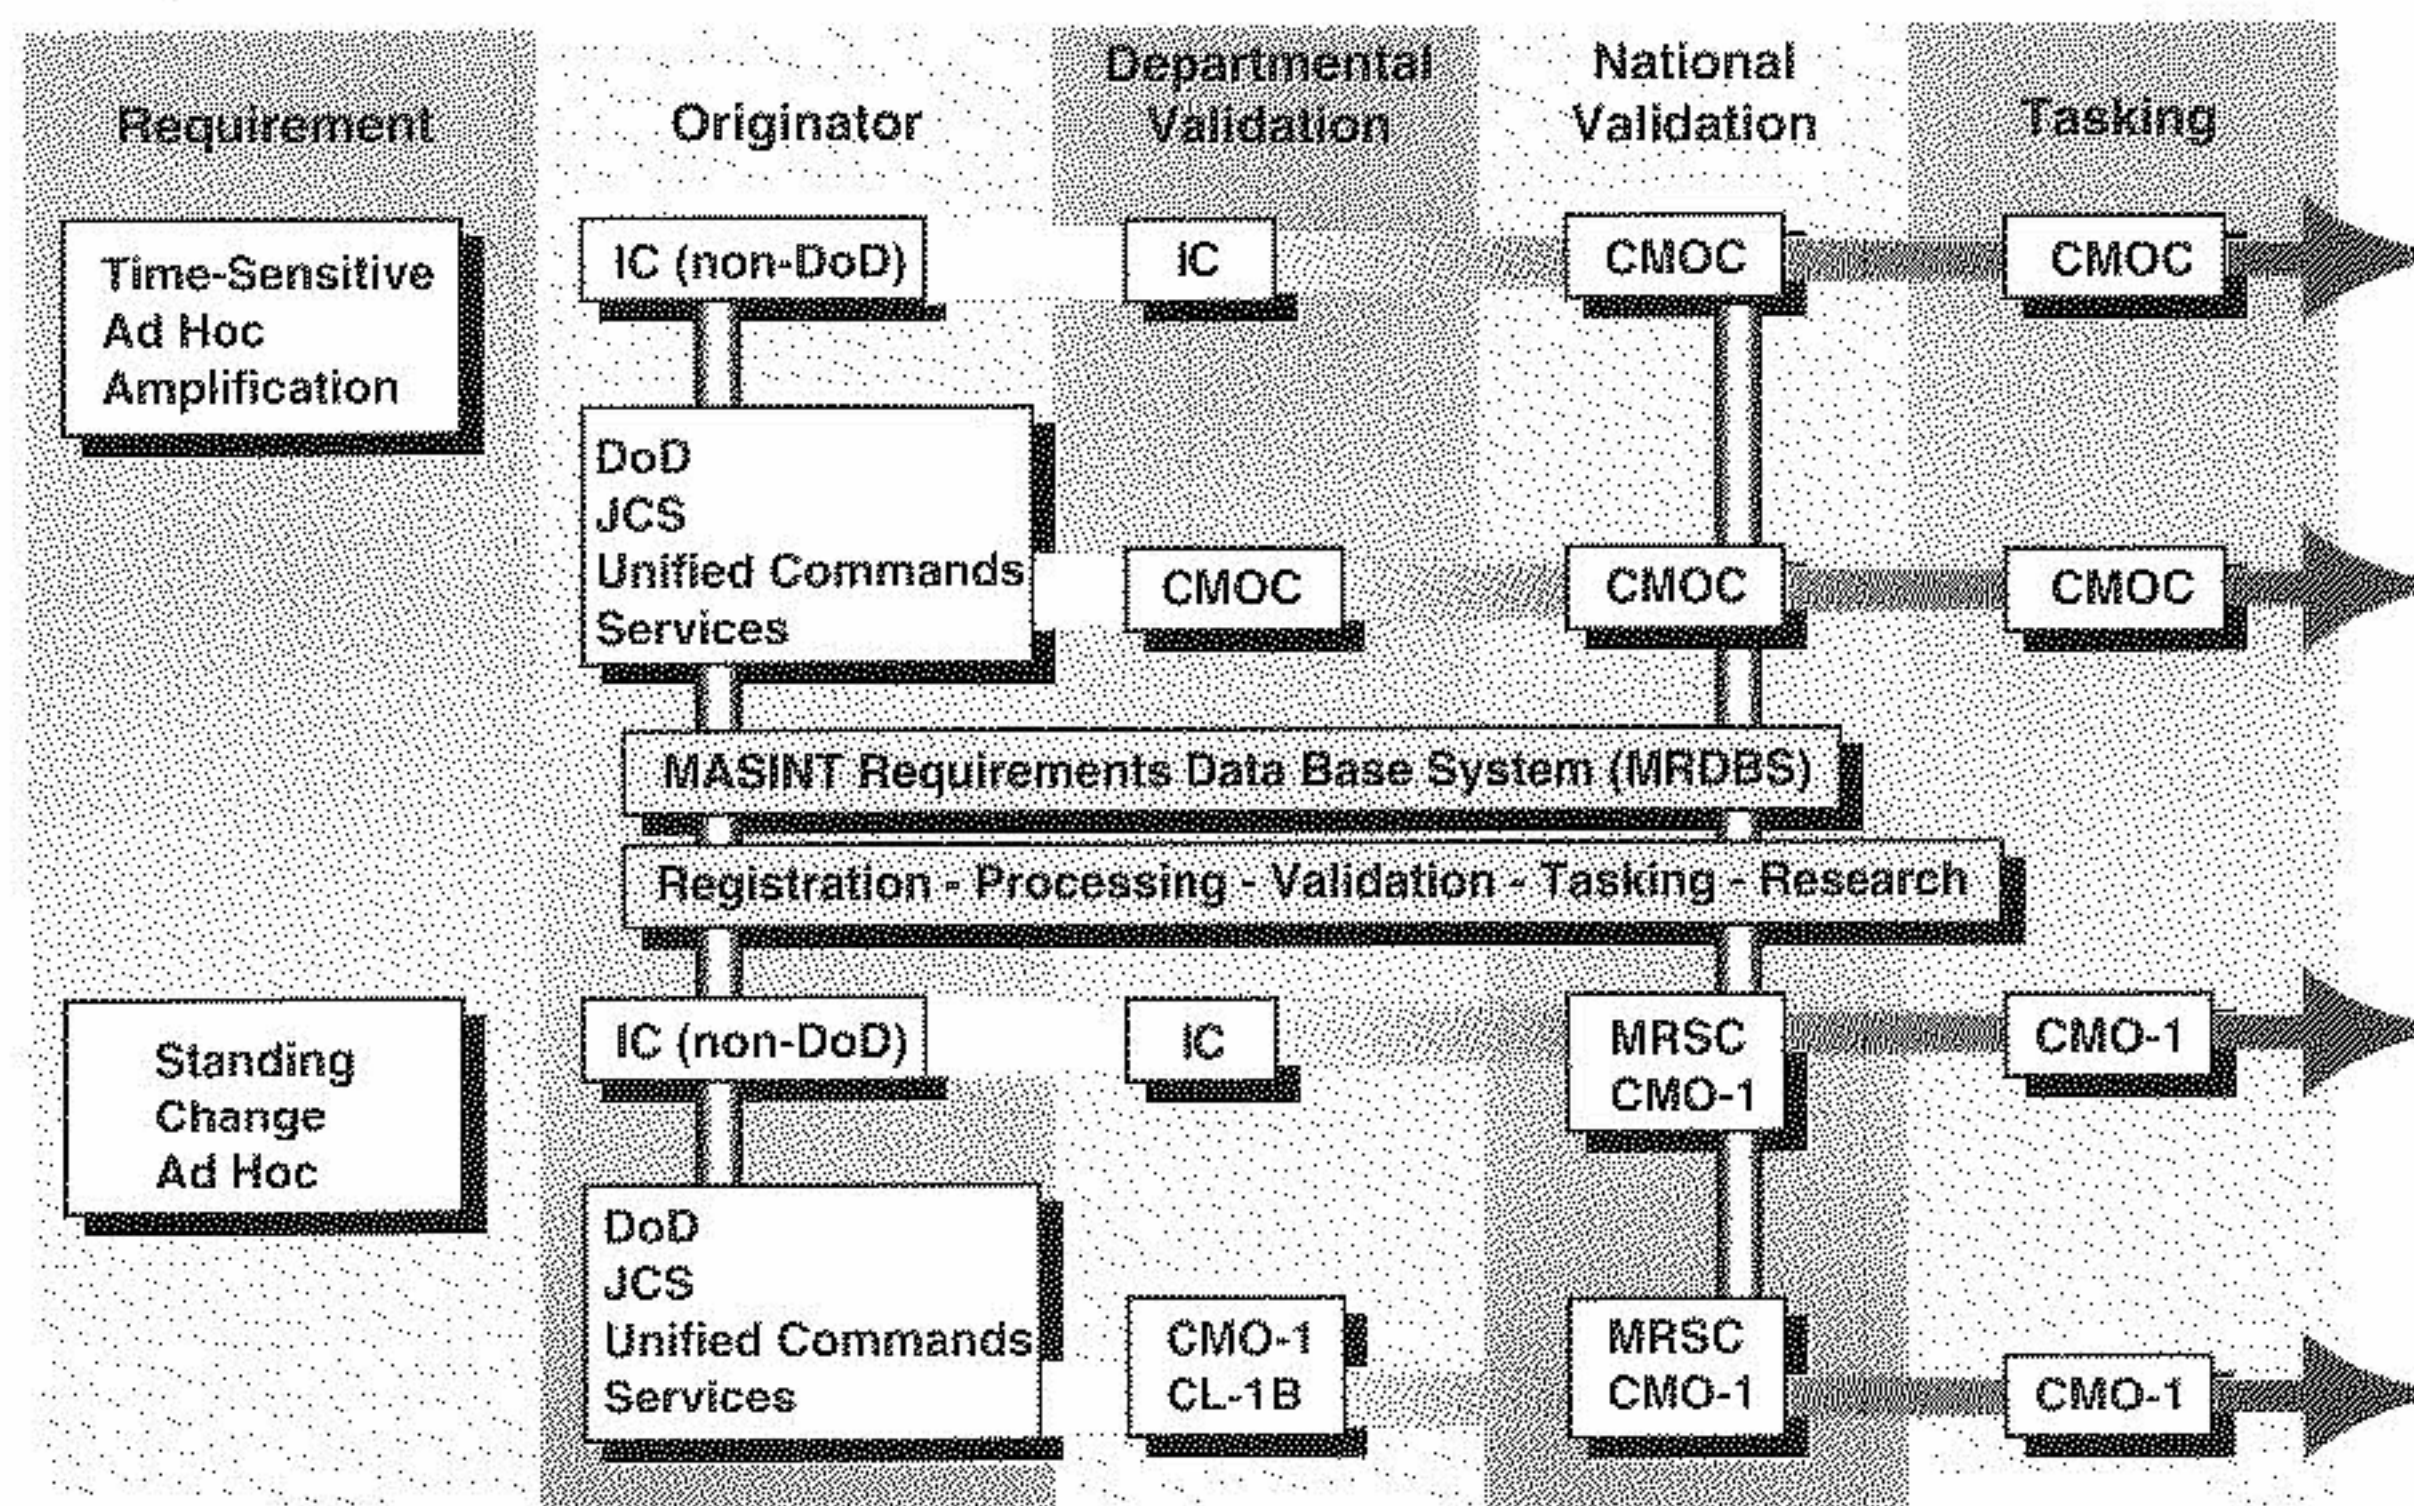 Requirement
Originator
Departmental
Validation
National
Validation
Tasking
Time-Sensitive
Ad Hoc
Amplification
IC (non-DoD)
IC
CMOC
CMOC
DoD
JCS
Unified Commands
Services
CMOC
CMOC
CMOC
MASINT Requirements Data Base System (MRDBS)
Registration - Processing - Validation - Tasking - Research
Standing
Change
Ad Hoc
IC (non-DoD)
IC
MRSC
CMO-1
CMO-1
DoD
JCS
Unified Commands
Services
CMO-1
CL-1B
MRSC
CMO-1
CMO-1